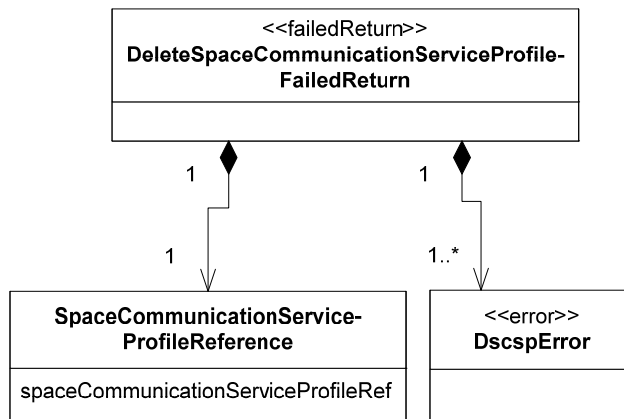 <<failedReturn>>
DeleteSpaceCommunicationServiceProfile-
FailedReturn
1
1
1
1..*
SpaceCommunicationService-
ProfileReference
spaceCommunicationServiceProfileRef
<<error>>
DscspError